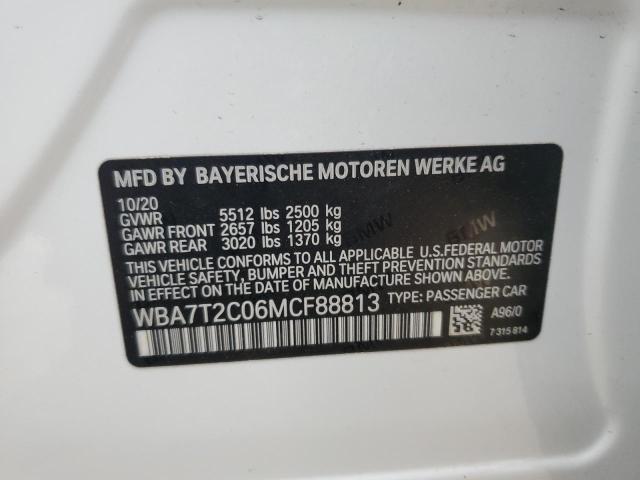 MFD BY BAYERISCHE MOTOREN WERKE AG
10/20
GVWR 5512 lbs 2500 kg
GAWR FRONT 2657 lbs 1205 kg
GAWR REAR 3020 lbs 1370 kg
THIS VEHICLE CONFORMS TO ALL APPLICABLE U.S.FEDERAL MOTOR
VEHICLE SAFETY, BUMPER AND THEFT PREVENTION STANDARDS
IN EFFECT ON THE DATE OF MANUFACTURE SHOWN ABOVE.
WBA7T2C06MCF88813 TYPE: PASSENGER CAR
A96/0
7 315 814
BMW
BMW